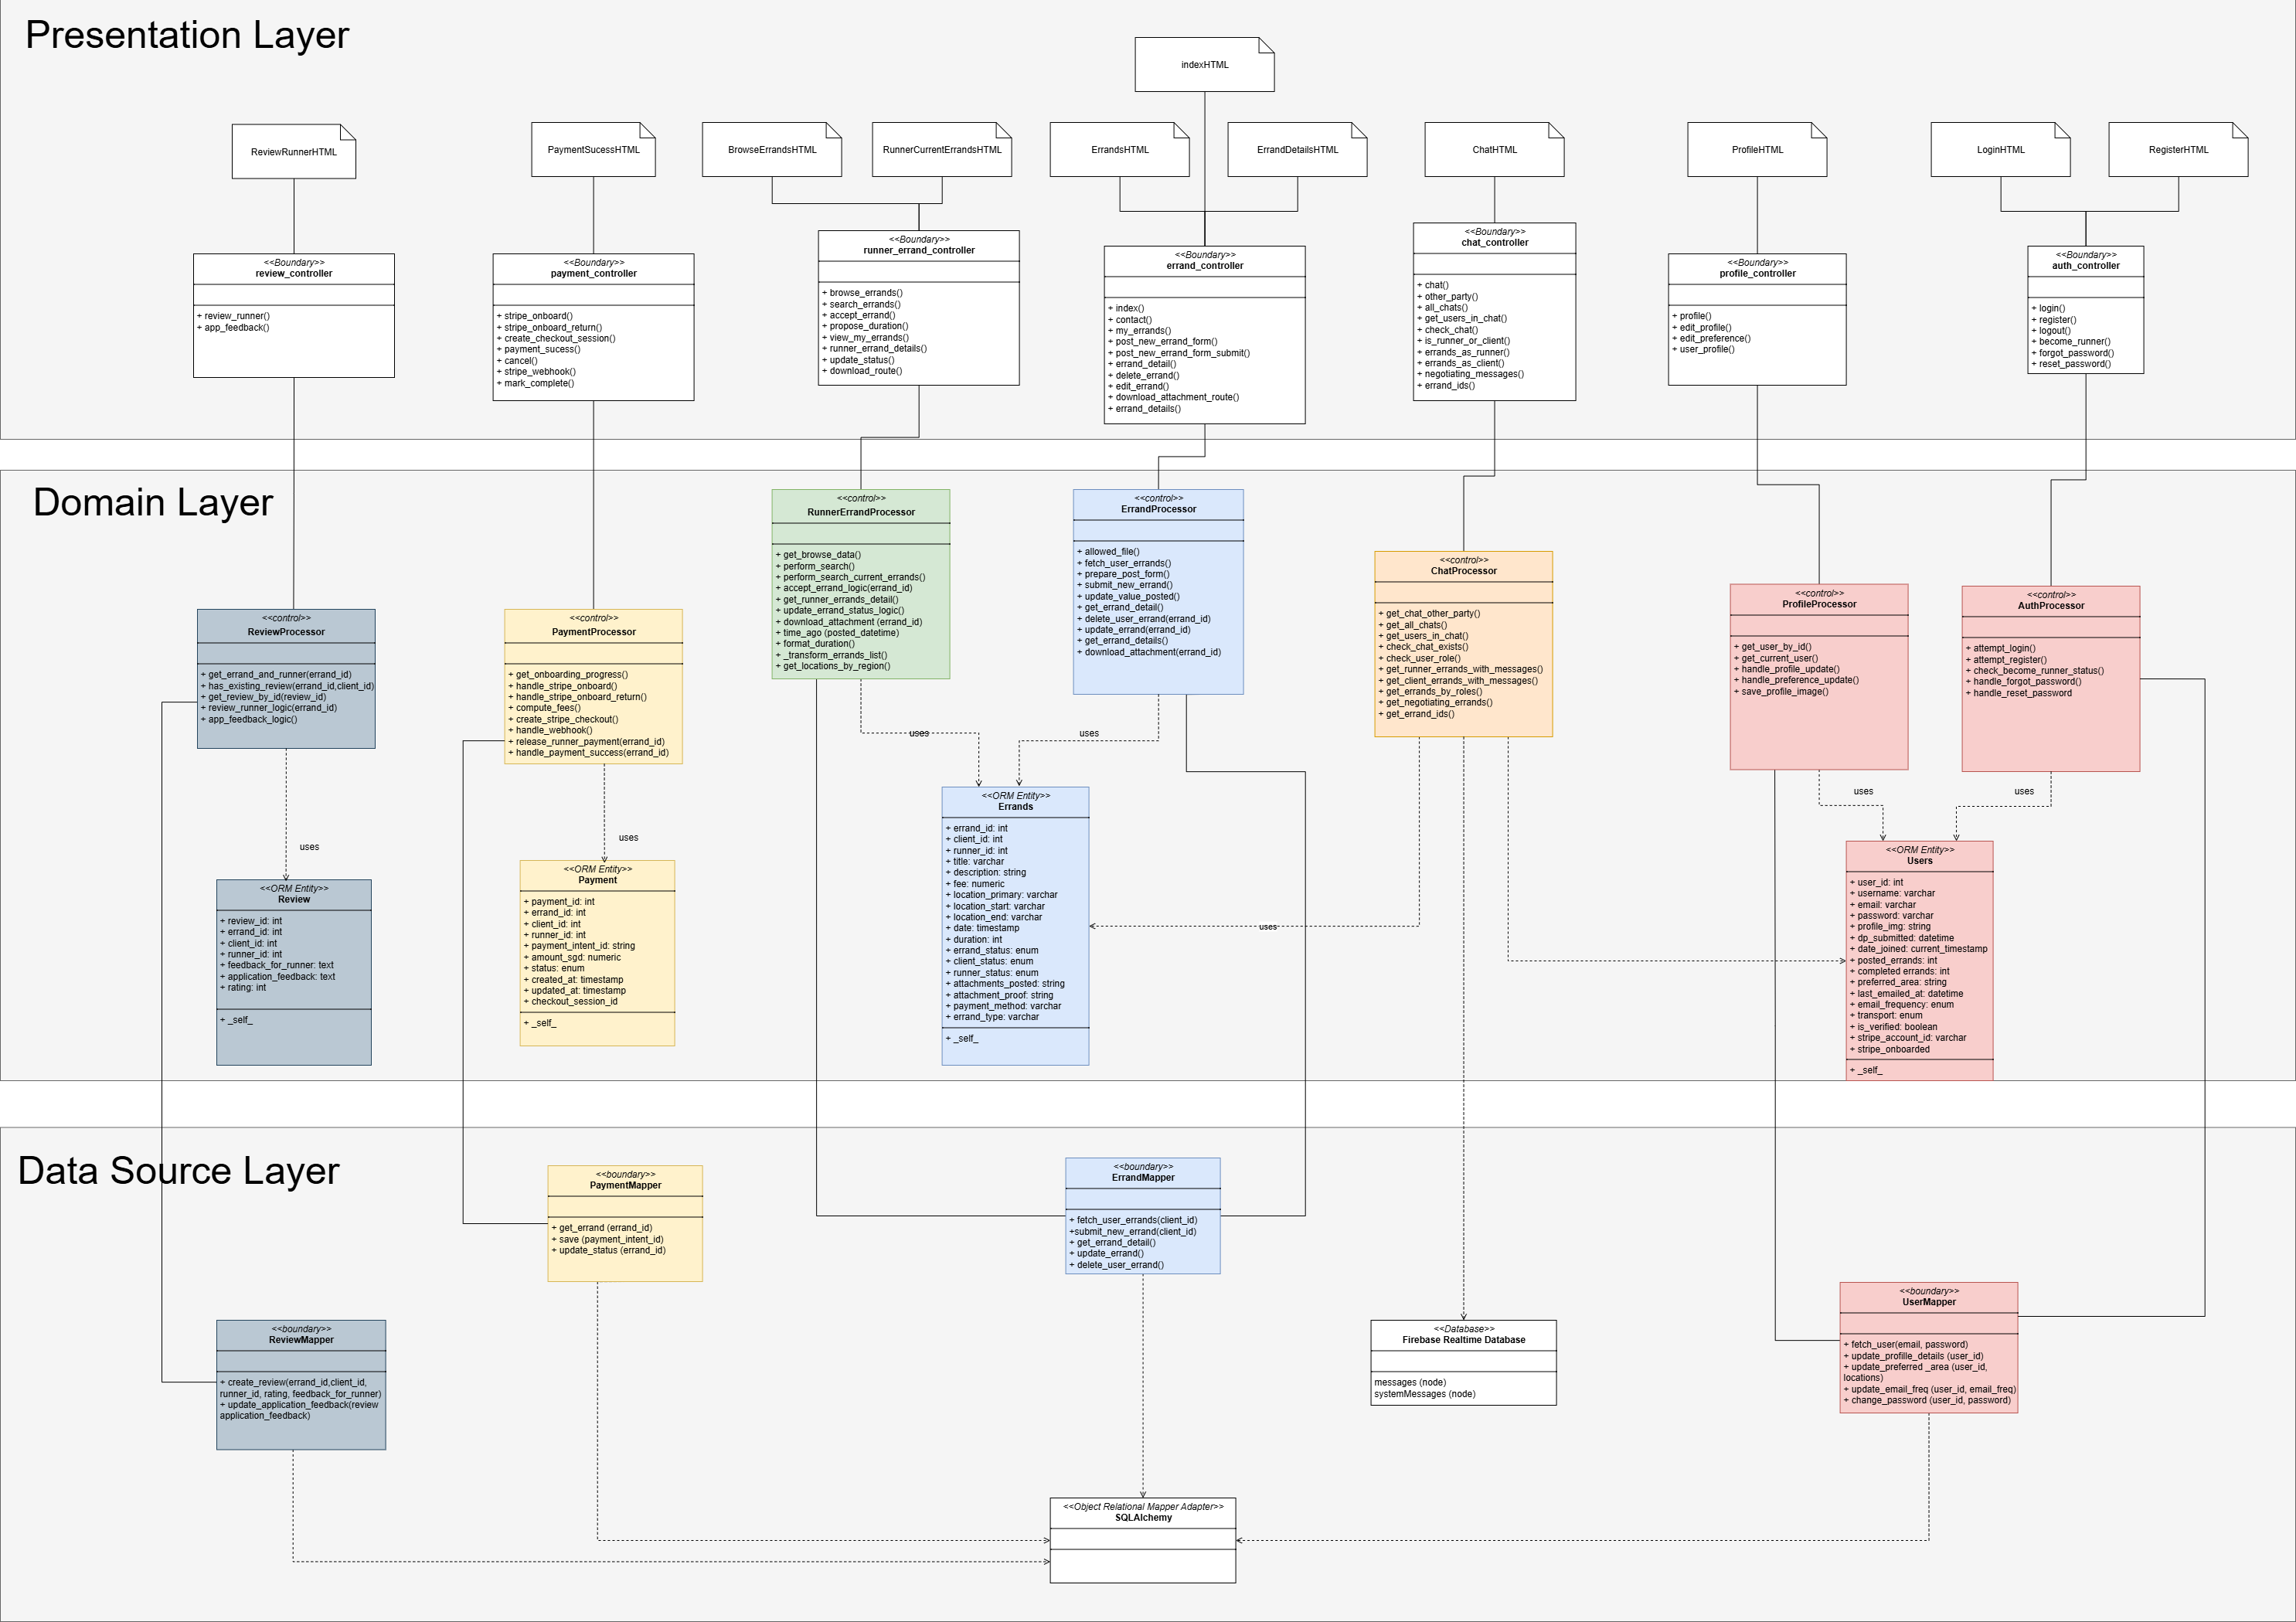 Presentation Layer
indexHTML
ReviewRunnerHTML
PaymentSucessHTML
BrowseErrandsHTML
RunnerCurrentErrandsHTML
ErrandsHTML
ErrandDetailsHTML
ChatHTML
ProfileHTML
LoginHTML
RegisterHTML
<<Boundary>>
review_controller
+ review_runner()
+ app_feedback()
<<Boundary>>
payment_controller
+ stripe_onboard()
+ stripe_onboard_return()
+ create_checkout_session()
+ payment_sucess()
+ cancel()
+ stripe_webhook()
+ mark_complete()
<<Boundary>>
runner_errand_controller
+ browse_errands()
+ search_errands()
+ accept_errand()
+ propose_duration()
+ view_my_errands()
+ runner_errand_details()
+ update_status()
+ download_route()
<<Boundary>>
errand_controller
+ index()
+ contact()
+ my_errands()
+ post_new_errand_form()
+ post_new_errand_form_submit()
+ errand_detail()
+ delete_errand()
+ edit_errand()
+ download_attachment_route()
+ errand_details()
<<Boundary>>
chat_controller
+ chat()
+ other_party()
+ all_chats()
+ get_users_in_chat()
+ check_chat()
+ is_runner_or_client()
+ errands_as_runner()
+ errands_as_client()
+ negotiating_messages()
+ errand_ids()
<<Boundary>>
profile_controller
+ profile()
+ edit_profile()
+ edit_preference()
+ user_profile()
<<Boundary>>
auth_controller
+ login()
+ register()
+ logout()
+ become_runner()
+ forgot_password()
+ reset_password()
Domain Layer
<<control>>
ReviewProcessor
+ get_errand_and_runner(errand_id)
+ has_existing_review(errand_id,client_id)
+ get_review_by_id(review_id)
+ review_runner_logic(errand_id)
+ app_feedback_logic()
<<control>>
PaymentProcessor
+ get_onboarding_progress()
+ handle_stripe_onboard()
+ handle_stripe_onboard_return()
+ compute_fees()
+ create_stripe_checkout()
+ handle_webhook()
+ release_runner_payment(errand_id)
+ handle_payment_success(errand_id)
<<control>>
RunnerErrandProcessor
+ get_browse_data()
+ perform_search()
+ perform_search_current_errands()
+ accept_errand_logic(errand_id)
+ get_runner_errands_detail()
+ update_errand_status_logic()
+ download_attachment (errand_id)
+ time_ago (posted_datetime)
+ format_duration()
+ _transform_errands_list()
+ get_locations_by_region()
<<control>>
ErrandProcessor
+ allowed_file()
+ fetch_user_errands()
+ prepare_post_form()
+ submit_new_errand()
+ update_value_posted()
+ get_errand_detail()
+ delete_user_errand(errand_id)
+ update_errand(errand_id)
+ get_errand_details()
+ download_attachment(errand_id)
<<control>>
ChatProcessor
+ get_chat_other_party()
+ get_all_chats()
+ get_users_in_chat()
+ check_chat_exists()
+ check_user_role()
+ get_runner_errands_with_messages()
+ get_client_errands_with_messages()
+ get_errands_by_roles()
+ get_negotiating_errands()
+ get_errand_ids()
<<control>>
ProfileProcessor
+ get_user_by_id()
+ get_current_user()
+ handle_profile_update()
+ handle_preference_update()
+ save_profile_image()
<<control>>
AuthProcessor
+ attempt_login()
+ attempt_register()
+ check_become_runner_status()
+ handle_forgot_password()
+ handle_reset_password
uses
uses
uses
uses
uses
uses
uses
<<ORM Entity>>
Review
+ review_id: int
+ errand_id: int
+ client_id: int
+ runner_id: int
+ feedback_for_runner: text
+ application_feedback: text
+ rating: int
+ _self_
<<ORM Entity>>
Payment
+ payment_id: int
+ errand_id: int
+ client_id: int
+ runner_id: int
+ payment_intent_id: string
+ amount_sgd: numeric
+ status: enum
+ created_at: timestamp
+ updated_at: timestamp
+ checkout_session_id
+ _self_
<<ORM Entity>>
Errands
+ errand_id: int
+ client_id: int
+ runner_id: int
+ title: varchar
+ description: string
+ fee: numeric
+ location_primary: varchar
+ location_start: varchar
+ location_end: varchar
+ date: timestamp
+ duration: int
+ errand_status: enum
+ client_status: enum
+ runner_status: enum
+ attachments_posted: string
+ attachment_proof: string
+ payment_method: varchar
+ errand_type: varchar
+ _self_
<<ORM Entity>>
Users
+ user_id: int
+ username: varchar
+ email: varchar
+ password: varchar
+ profile_img: string
+ dp_submitted: datetime
+ date_joined: current_timestamp
+ posted_errands: int
+ completed errands: int
+ preferred_area: string
+ last_emailed_at: datetime
+ email_frequency: enum
+ transport: enum
+ is_verified: boolean
+ stripe_account_id: varchar
+ stripe_onboarded
+ _self_
Data Source Layer
<<boundary>>
ReviewMapper
+ create_review(errand_id,client_id,
runner_id, rating, feedback_for_runner)
+ update_application_feedback(review
application_feedback)
<<boundary>>
PaymentMapper
+ get_errand (errand_id)
+ save (payment_intent_id)
+ update_status (errand_id)
<<boundary>>
ErrandMapper
+ fetch_user_errands(client_id)
+submit_new_errand(client_id)
+ get_errand_detail()
+ update_errand()
+ delete_user_errand()
<<Database>>
Firebase Realtime Database
messages (node)
systemMessages (node)
<<boundary>>
UserMapper
+ fetch_user(email, password)
+ update_profille_details (user_id)
+ update_preferred _area (user_id,
locations)
+ update_email_freq (user_id, email_freq)
+ change_password (user_id, password)
<<Object Relational Mapper Adapter>>
SQLAlchemy